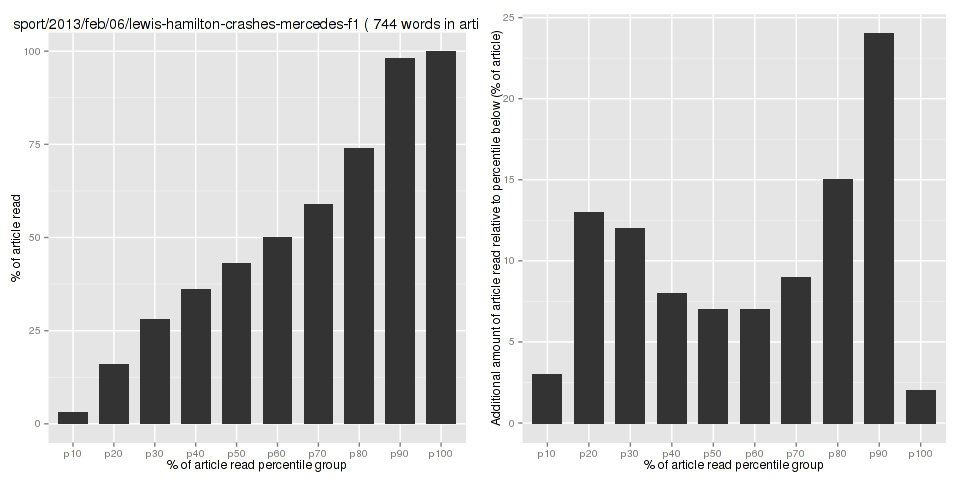 sport/2013/feb/06/lewis-hamilton-crashes-mercedes-f1 ( 744 words in arti
% of article read
100
75
50
25
0
p10 p20 p30 p40 p50 p60 p70 p80 p90 p100
% of article read percentile group
Additional amount of article read relative to percentile below (% of article)
25
20
15
10
5
0
p10 p20 p30 p40 p50 p60 p70 p80 p90 p100
% of article read percentile group